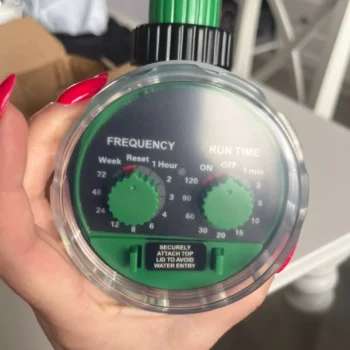 FREQUENCY
RUN TIME
Week Reset 1 Hour
72 2
48 3
24 4
12 8 6
ON OFF 1 min
120 2
90 5
60 10
30 20 15
SECURELY
ATTACH TOP
LID TO AVOID
WATER ENTRY